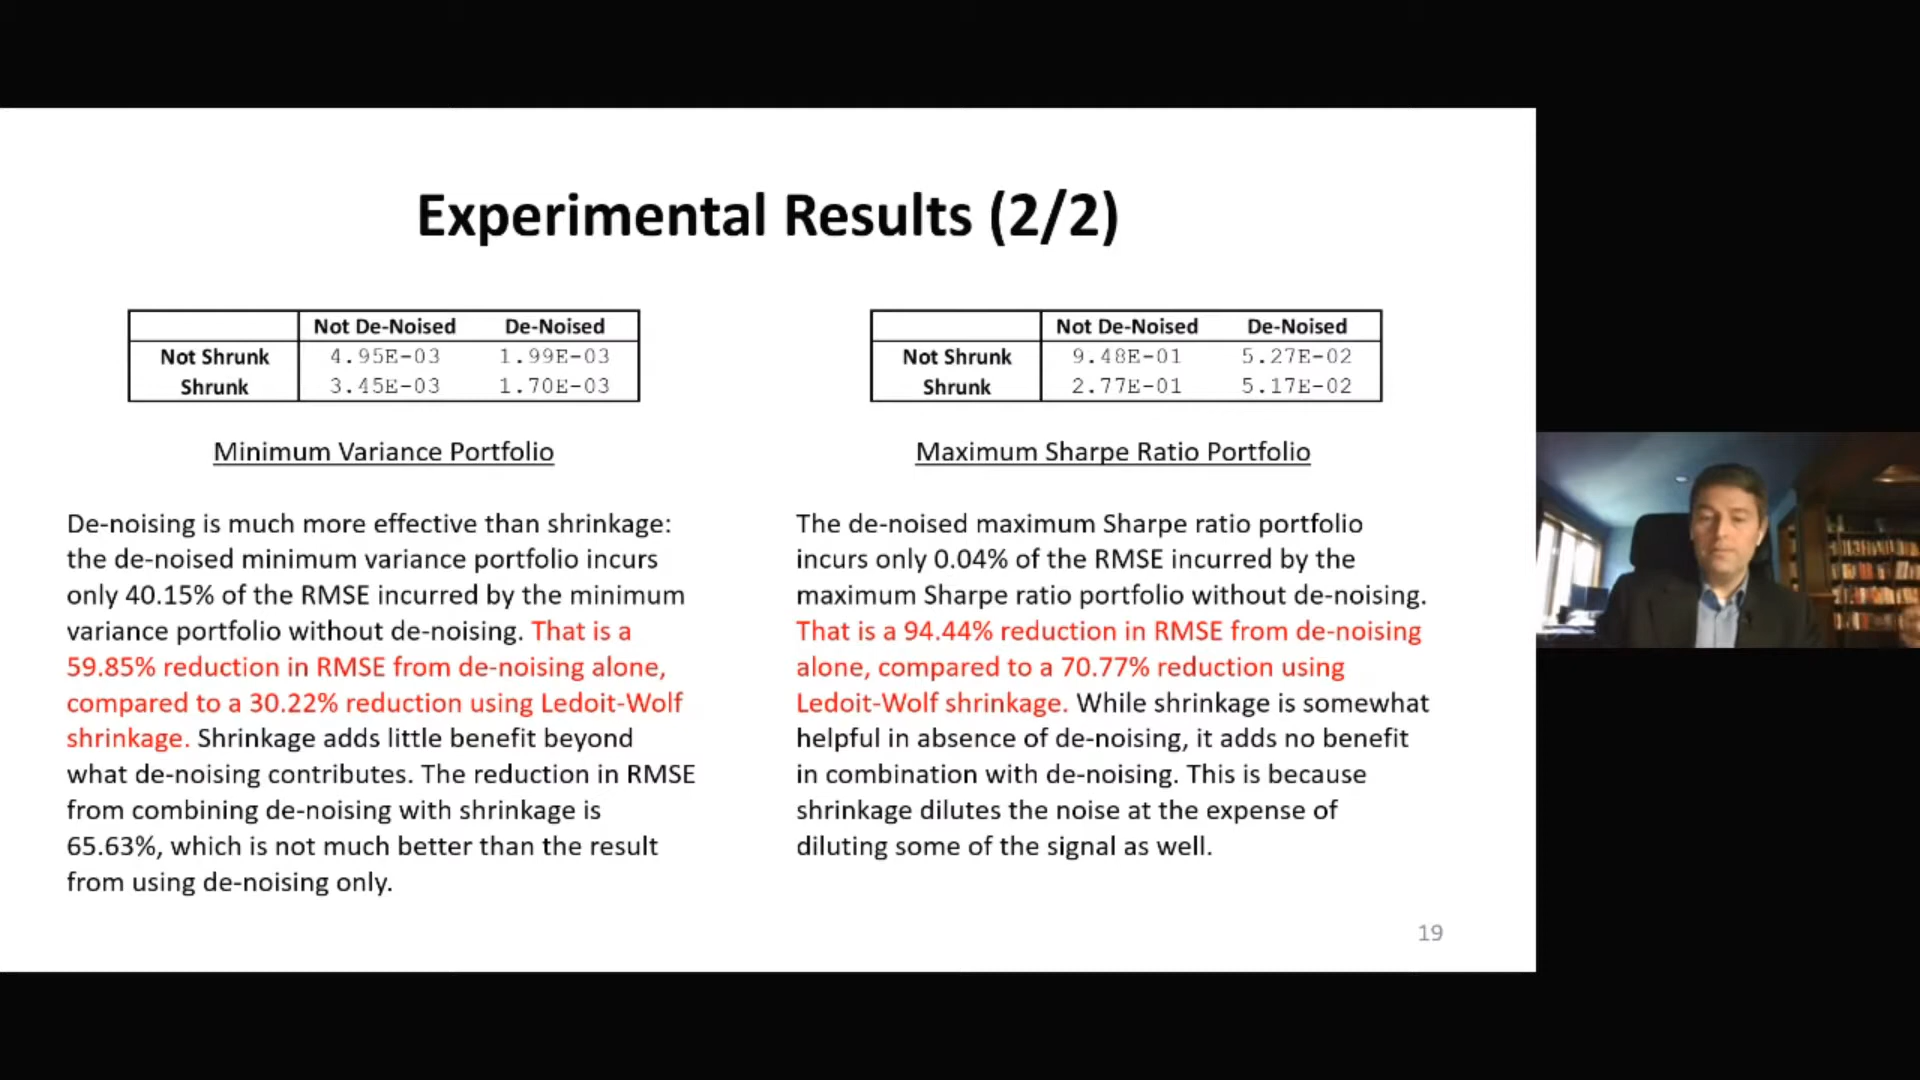 Experimental Results (2/2)
Not De-Noised De-Noised
Not Shrunk 4.95E-03 1.99E-03
Shrunk 3.45E-03 1.70E-03
Minimum Variance Portfolio
De-noising is much more effective than shrinkage:
the de-noised minimum variance portfolio incurs
only 40.15% of the RMSE incurred by the minimum
variance portfolio without de-noising. That is a
59.85% reduction in RMSE from de-noising alone,
compared to a 30.22% reduction using Ledoit-Wolf
shrinkage. Shrinkage adds little benefit beyond
what de-noising contributes. The reduction in RMSE
from combining de-noising with shrinkage is
65.63%, which is not much better than the result
from using de-noising only.
Not De-Noised De-Noised
Not Shrunk 9.48E-01 5.27E-02
Shrunk 2.77E-01 5.17E-02
Maximum Sharpe Ratio Portfolio
The de-noised maximum Sharpe ratio portfolio
incurs only 0.04% of the RMSE incurred by the
maximum Sharpe ratio portfolio without de-noising.
That is a 94.44% reduction in RMSE from de-noising
alone, compared to a 70.77% reduction using
Ledoit-Wolf shrinkage. While shrinkage is somewhat
helpful in absence of de-noising, it adds no benefit
in combination with de-noising. This is because
shrinkage dilutes the noise at the expense of
diluting some of the signal as well.
19